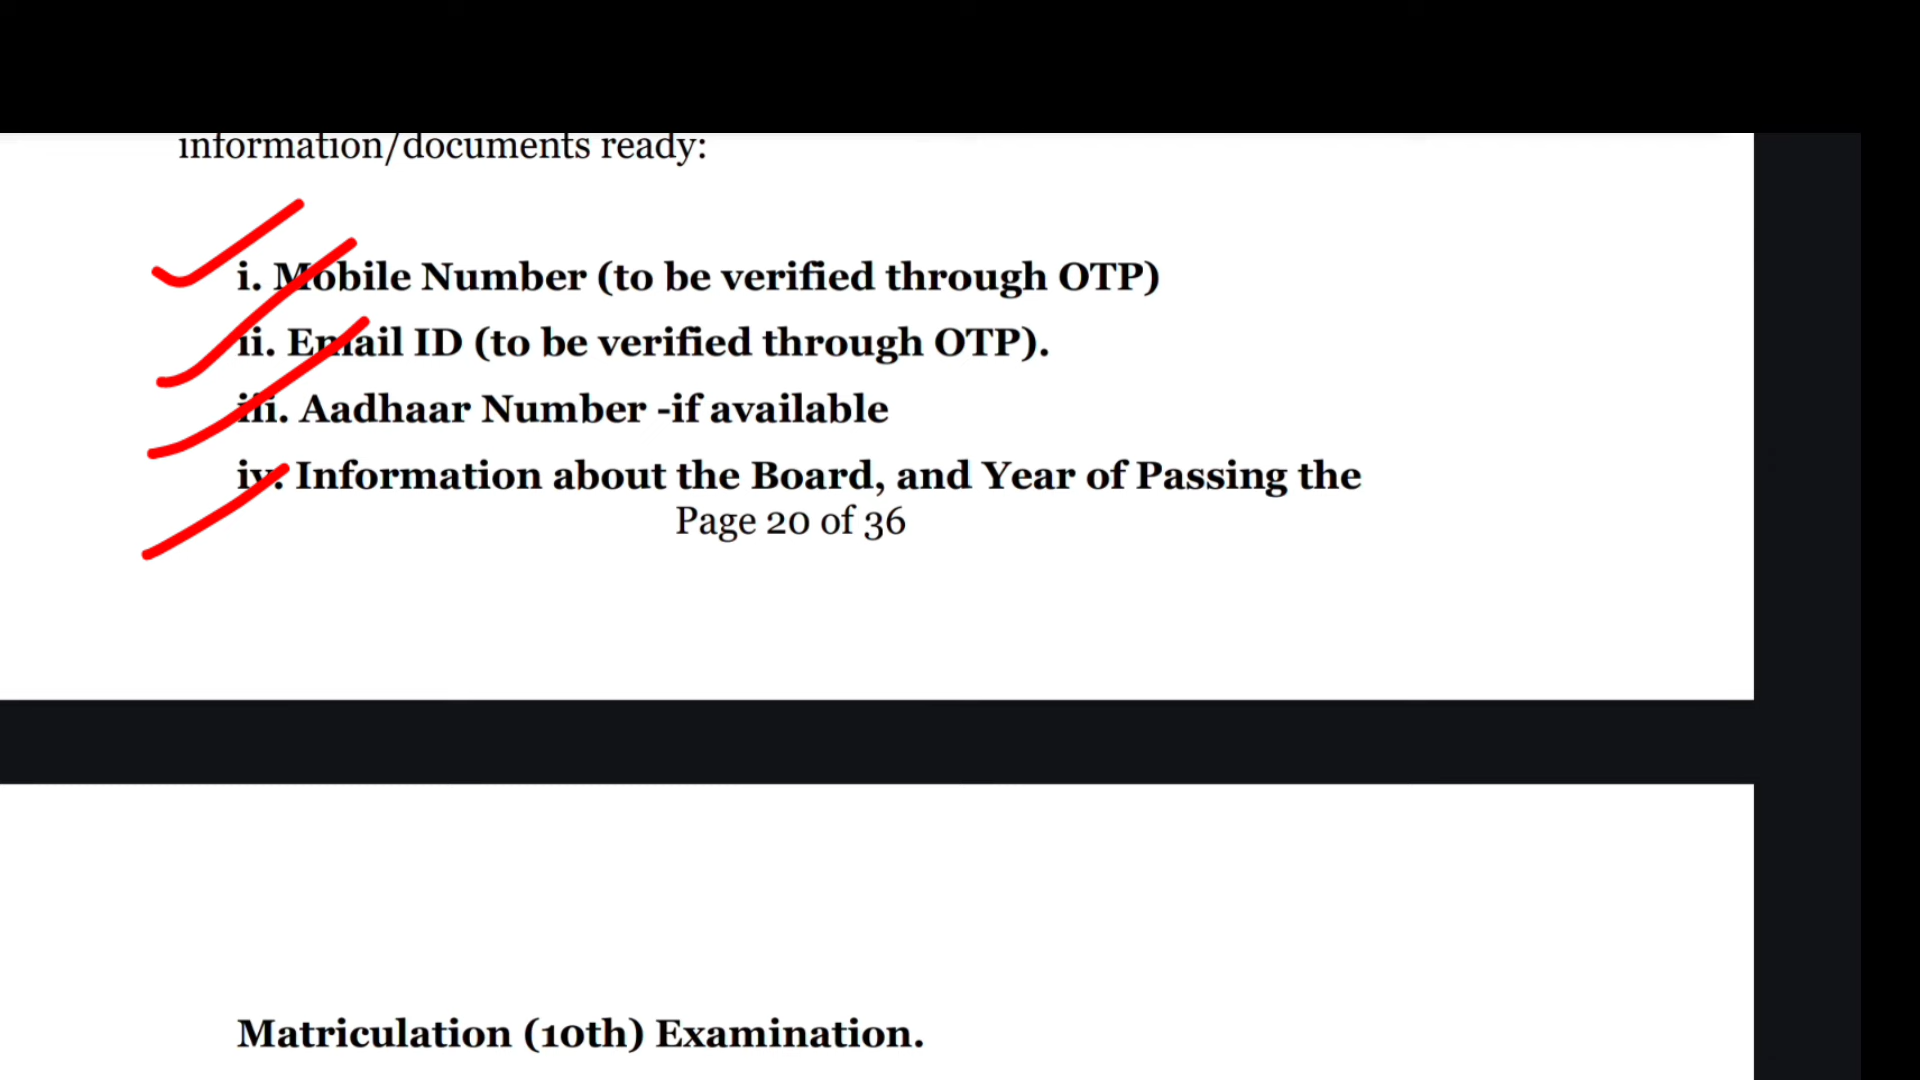 information/documents ready:
i. Mobile Number (to be verified through OTP)
ii. Email ID (to be verified through OTP).
iii. Aadhaar Number -if available
iv. Information about the Board, and Year of Passing the
Page 20 of 36
Matriculation (10th) Examination.